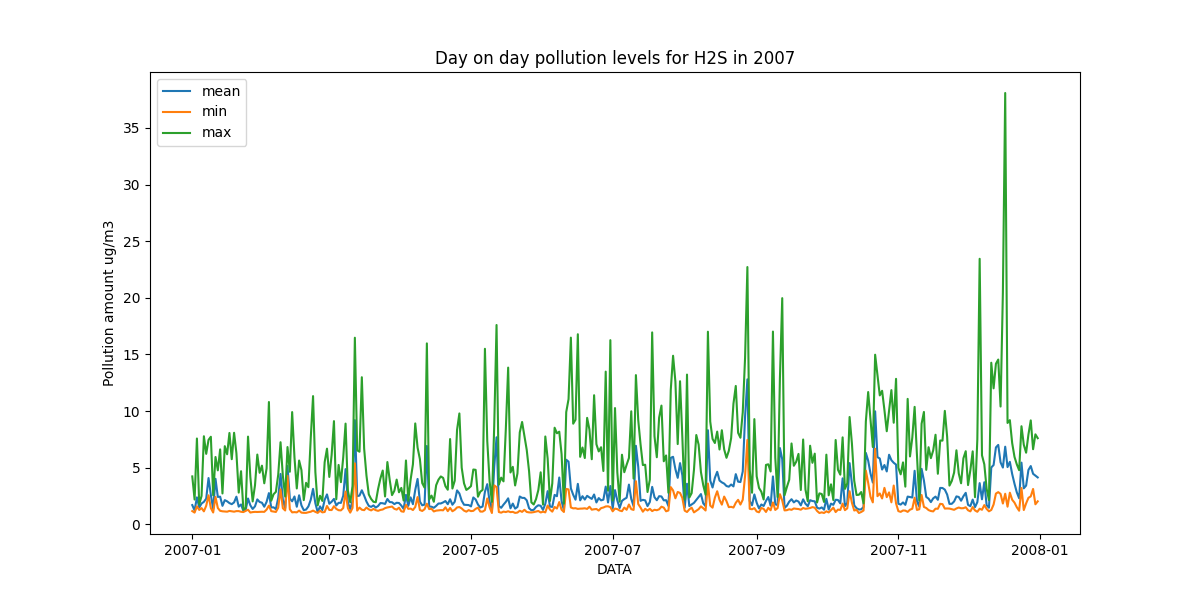 Day on day pollution levels for H2S in 2007
mean
min
max
35
30
25
20
15
10
5
0
Pollution amount ug/m3
2007-01 2007-03 2007-05 2007-07 2007-09 2007-11 2008-01
DATA